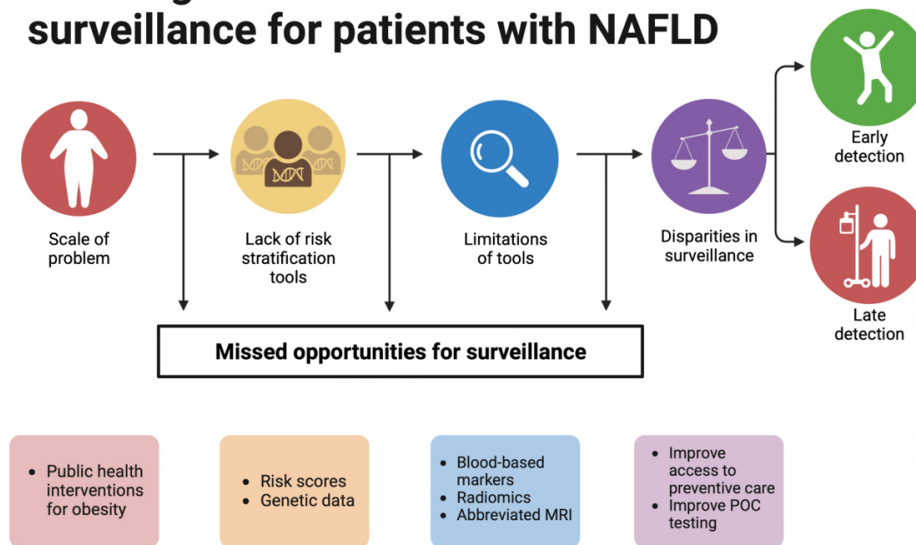 surveillance for patients with NAFLD
Early
detection
Scale of
problem
Lack of risk
stratification
tools
Limitations
of tools
Disparities in
surveillance
Late
detection
Missed opportunities for surveillance
• Public health
interventions
for obesity
• Risk scores
• Genetic data
• Blood-based
markers
• Radiomics
• Abbreviated MRI
• Improve
access to
preventive care
• Improve POC
testing